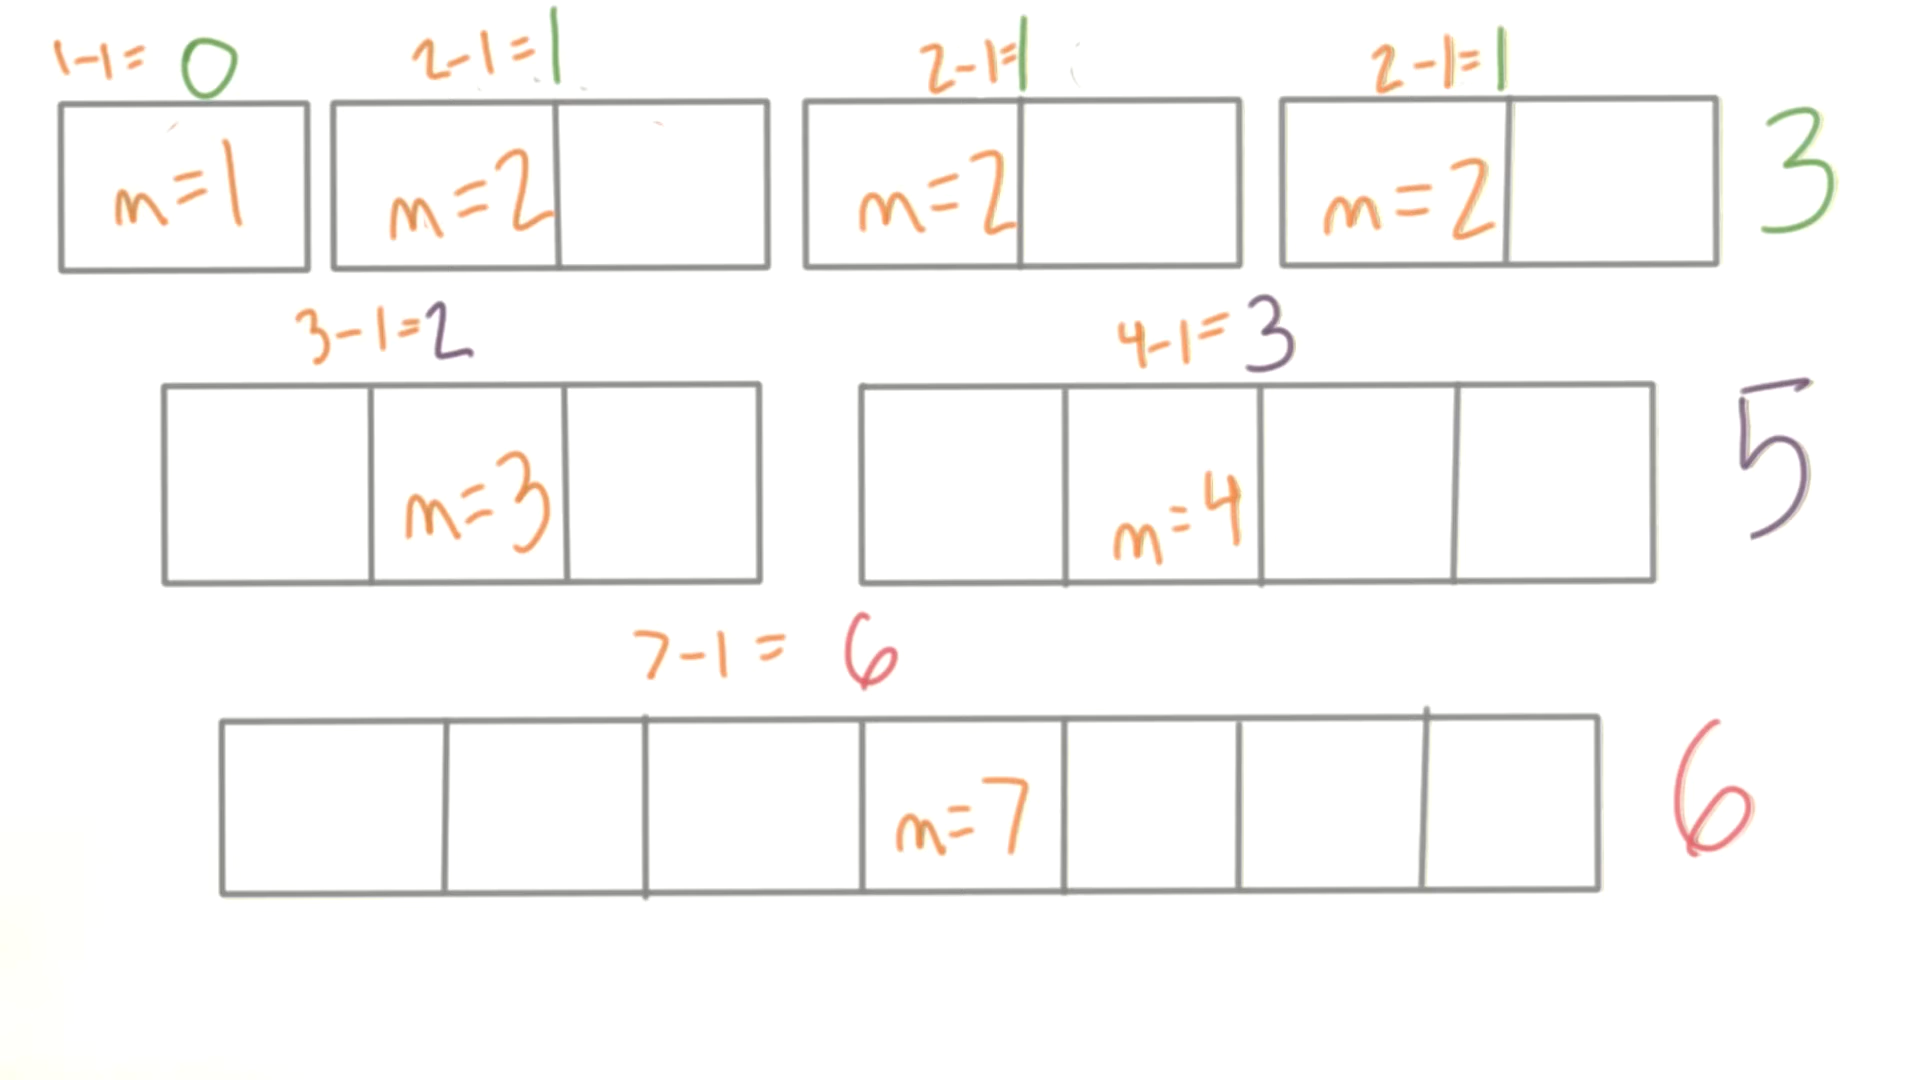 1-1= 0 2-1=1 2-1=1 2-1=1
m=1 m=2 m=2 m=2 3
3-1=2 4-1=3
m=3 m=4 5
7-1= 6
m=7 6